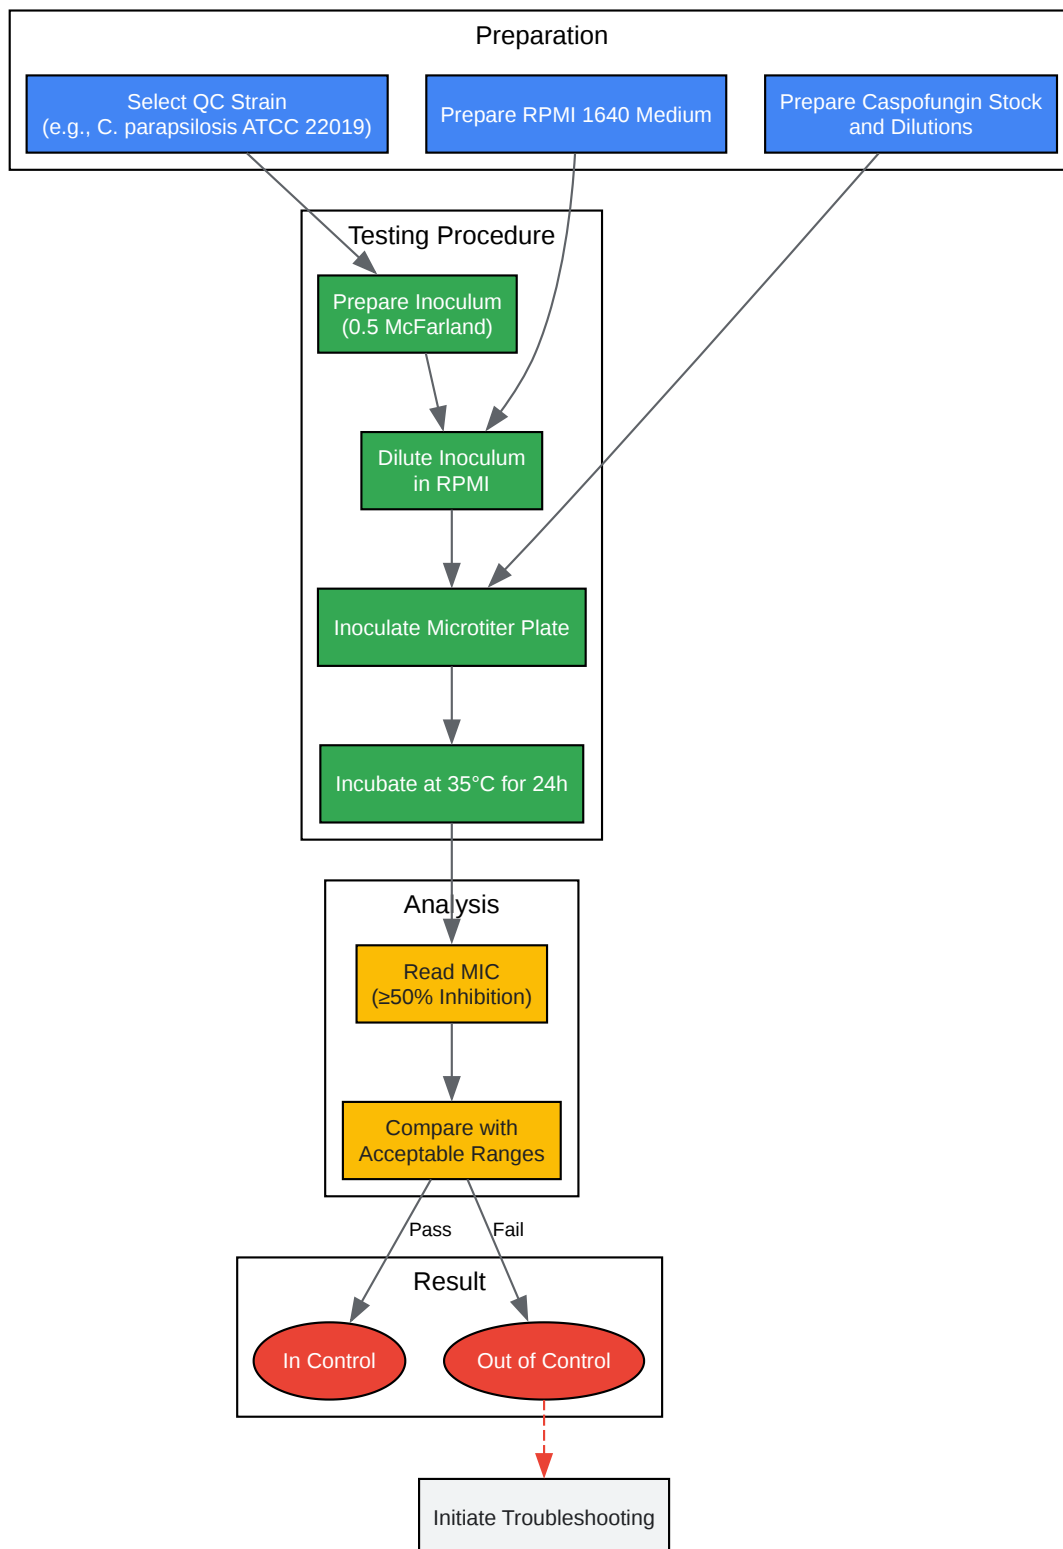 Preparation
Select QC Strain
(e.g., C. parapsilosis ATCC 22019)
Prepare RPMI 1640 Medium
Prepare Caspofungin Stock
and Dilutions
Testing Procedure
Prepare Inoculum
(0.5 McFarland)
Dilute Inoculum
in RPMI
Inoculate Microtiter Plate
Incubate at 35°C for 24h
Analysis
Read MIC
(≥50% Inhibition)
Compare with
Acceptable Ranges
Pass
Fail
Result
In Control
Out of Control
Initiate Troubleshooting